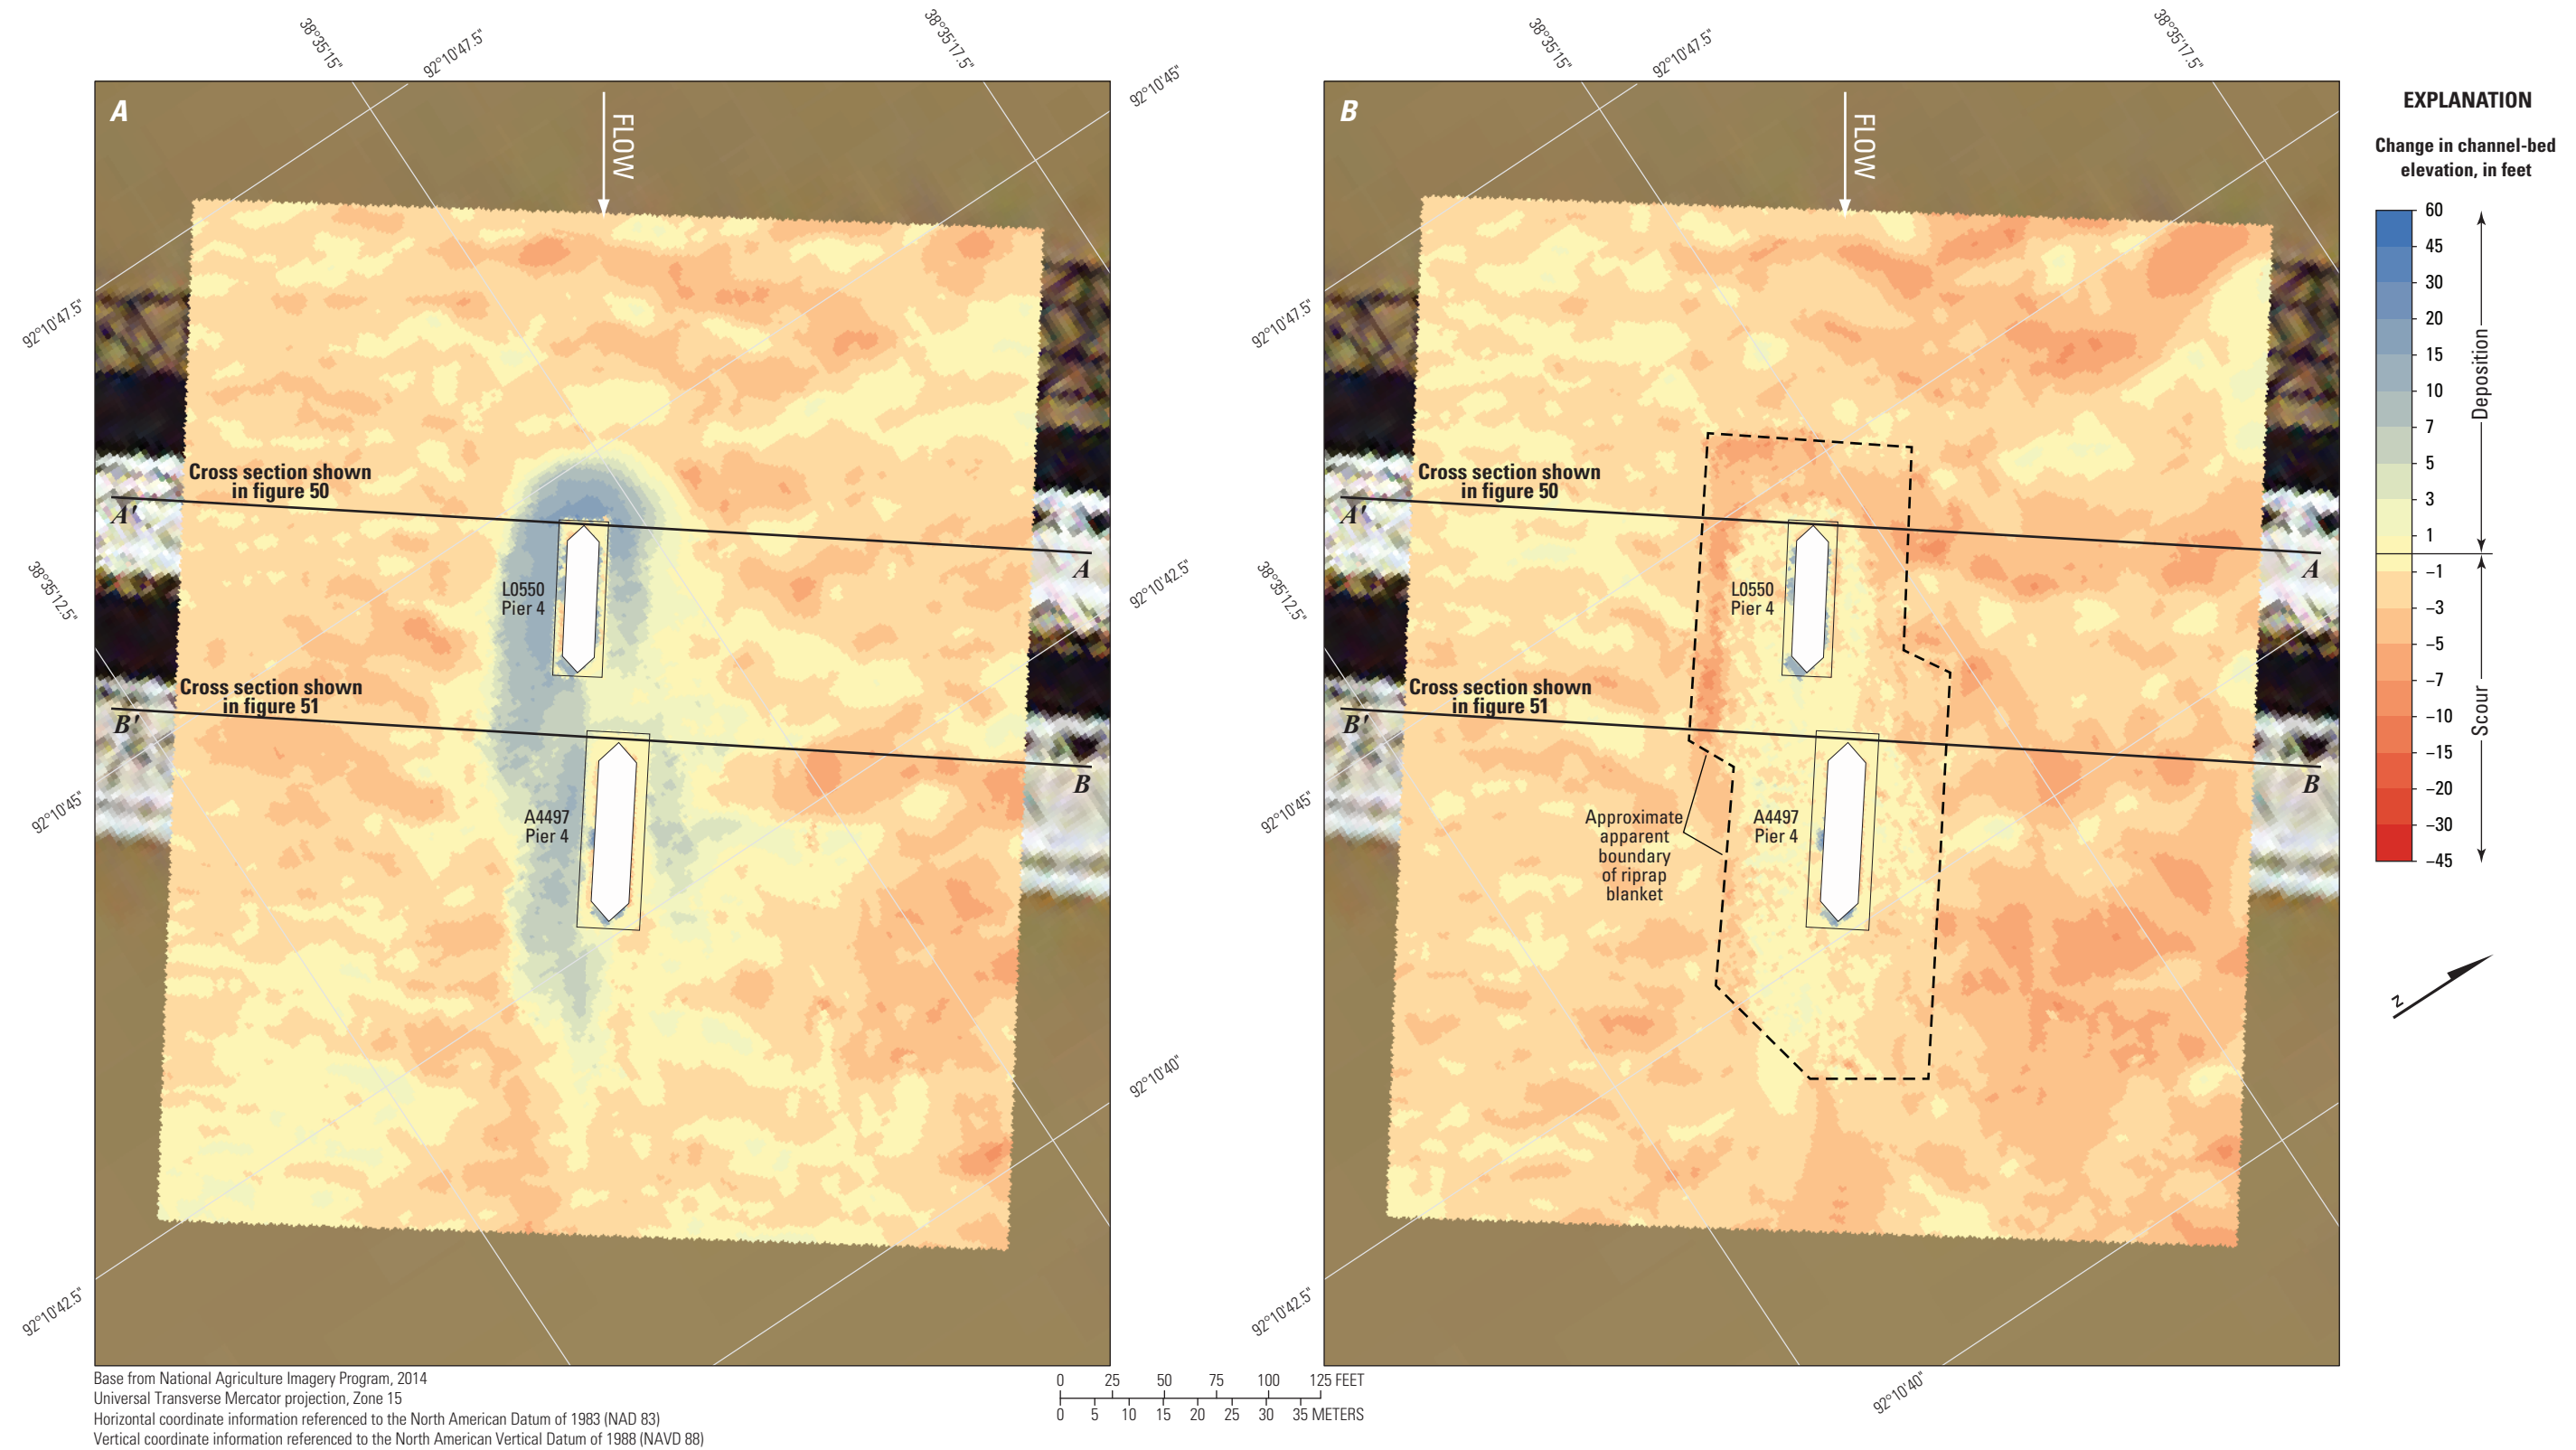 38°35'15"
92°10'47.5"
38°35'17.5"
92°10'45"
92°10'47.5"
38°35'12.5"
92°10'45"
92°10'42.5"
92°10'42.5"
92°10'40"
A
FLOW
Cross section shown
in figure 50
A'
A
L0550
Pier 4
Cross section shown
in figure 51
B'
B
A4497
Pier 4
38°35'15"
92°10'47.5"
38°35'17.5"
92°10'47.5"
38°35'12.5"
92°10'45"
92°10'42.5"
92°10'40"
B
FLOW
Cross section shown
in figure 50
A'
A
L0550
Pier 4
Cross section shown
in figure 51
B'
B
Approximate
apparent
boundary
of riprap
blanket
A4497
Pier 4
EXPLANATION
Change in channel-bed
elevation, in feet
60
45
30
20
15
10
7
5
3
1
−1
−3
−5
−7
−10
−15
−20
−30
−45
Deposition
Scour
N
Base from National Agriculture Imagery Program, 2014
Universal Transverse Mercator projection, Zone 15
Horizontal coordinate information referenced to the North American Datum of 1983 (NAD 83)
Vertical coordinate information referenced to the North American Vertical Datum of 1988 (NAVD 88)
0 25 50 75 100 125 FEET
0 5 10 15 20 25 30 35 METERS